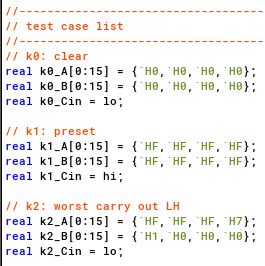 //------------------------------------
// test case list
//------------------------------------
// k0: clear
real k0_A[0:15] = {`H0,`H0,`H0,`H0};
real k0_B[0:15] = {`H0,`H0,`H0,`H0};
real k0_Cin = lo;
// k1: preset
real k1_A[0:15] = {`HF,`HF,`HF,`HF};
real k1_B[0:15] = {`HF,`HF,`HF,`HF};
real k1_Cin = hi;
// k2: worst carry out LH
real k2_A[0:15] = {`HF,`HF,`HF,`H7};
real k2_B[0:15] = {`H1,`H0,`H0,`H0};
real k2_Cin = lo;